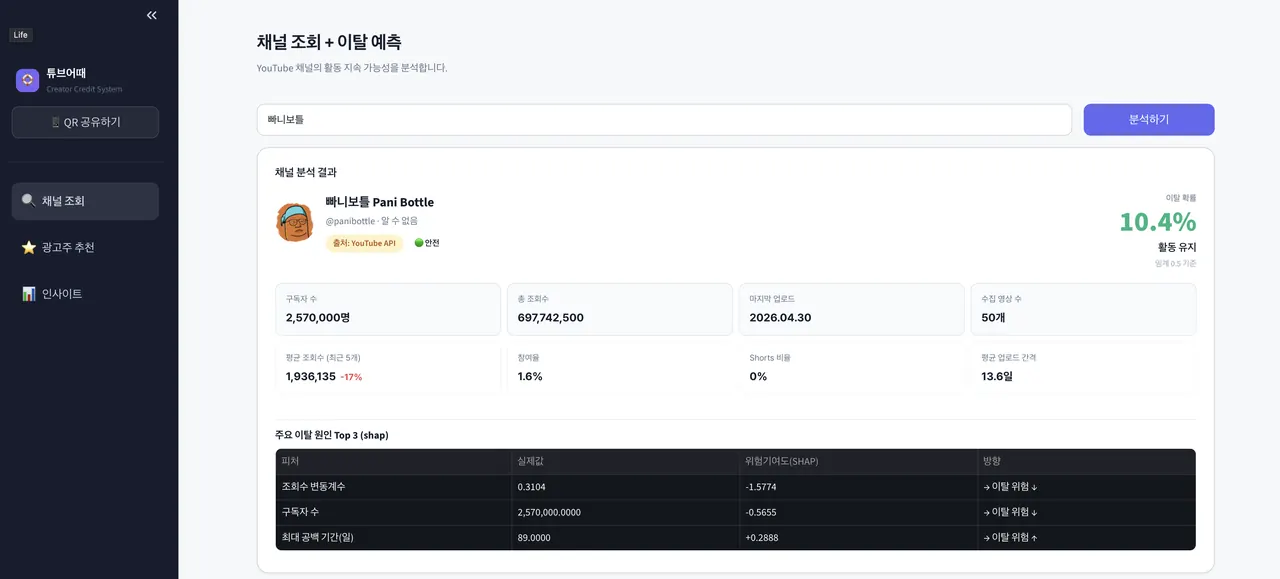 Life
튜브어때
Creator Credit System
QR 공유하기
채널 조회
광고주 추천
인사이트
채널 조회 + 이탈 예측
YouTube 채널의 활동 지속 가능성을 분석합니다.
빠니보틀
분석하기
채널 분석 결과
빠니보틀 Pani Bottle
@panibottle · 알 수 없음
출처: YouTube API
안전
이탈 확률
10.4%
활동 유지
임계 0.5 기준
구독자 수
2,570,000명
총 조회수
697,742,500
마지막 업로드
2026.04.30
수집 영상 수
50개
평균 조회수 (최근 5개)
1,936,135 -17%
참여율
1.6%
Shorts 비율
0%
평균 업로드 간격
13.6일
주요 이탈 원인 Top 3 (shap)
피처 실제값 위험기여도(SHAP) 방향
조회수 변동계수 0.3104 -1.5774 → 이탈 위험 ↓
구독자 수 2,570,000.0000 -0.5655 → 이탈 위험 ↓
최대 공백 기간(일) 89.0000 +0.2888 → 이탈 위험 ↑